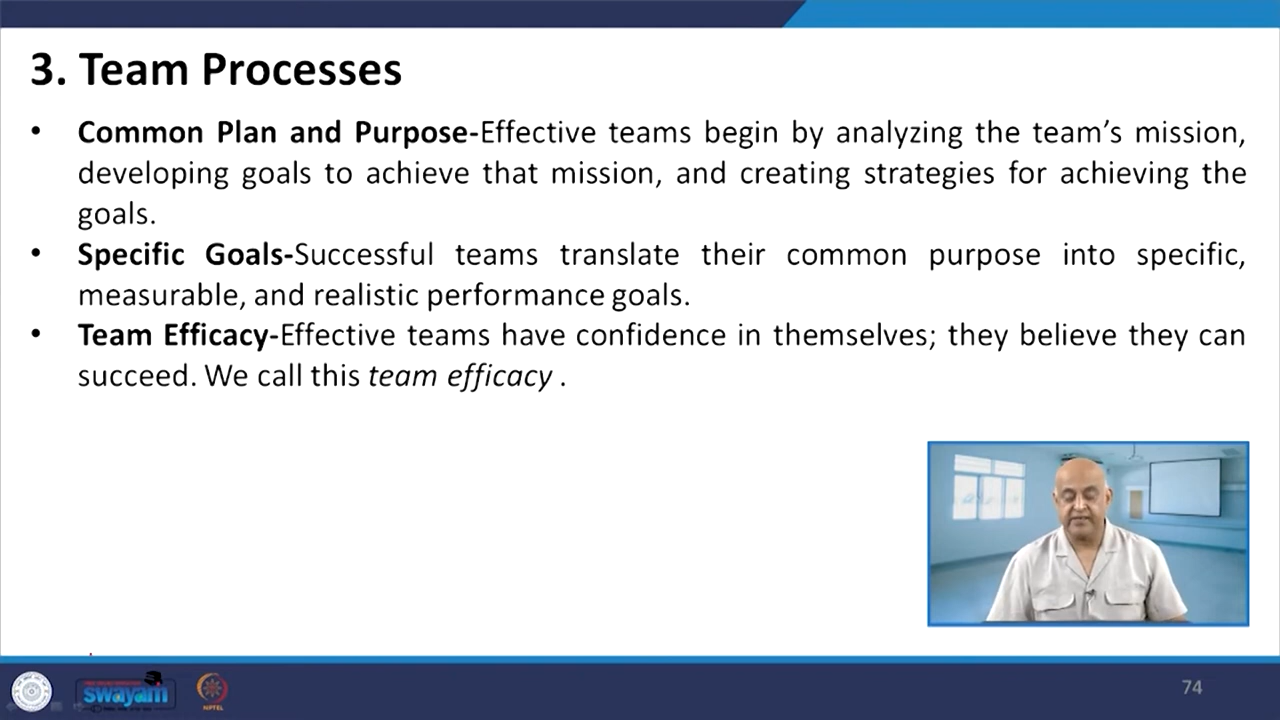 3. Team Processes
• Common Plan and Purpose-Effective teams begin by analyzing the team’s mission,
developing goals to achieve that mission, and creating strategies for achieving the
goals.
• Specific Goals-Successful teams translate their common purpose into specific,
measurable, and realistic performance goals.
• Team Efficacy-Effective teams have confidence in themselves; they believe they can
succeed. We call this team efficacy .
swayam
NPTEL
74